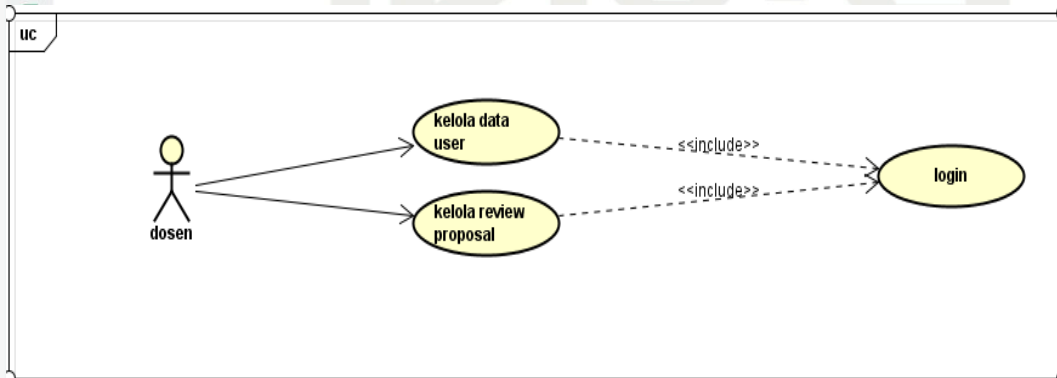 uc
kelola data
user
<<include>>
login
<<include>>
kelola review
proposal
dosen